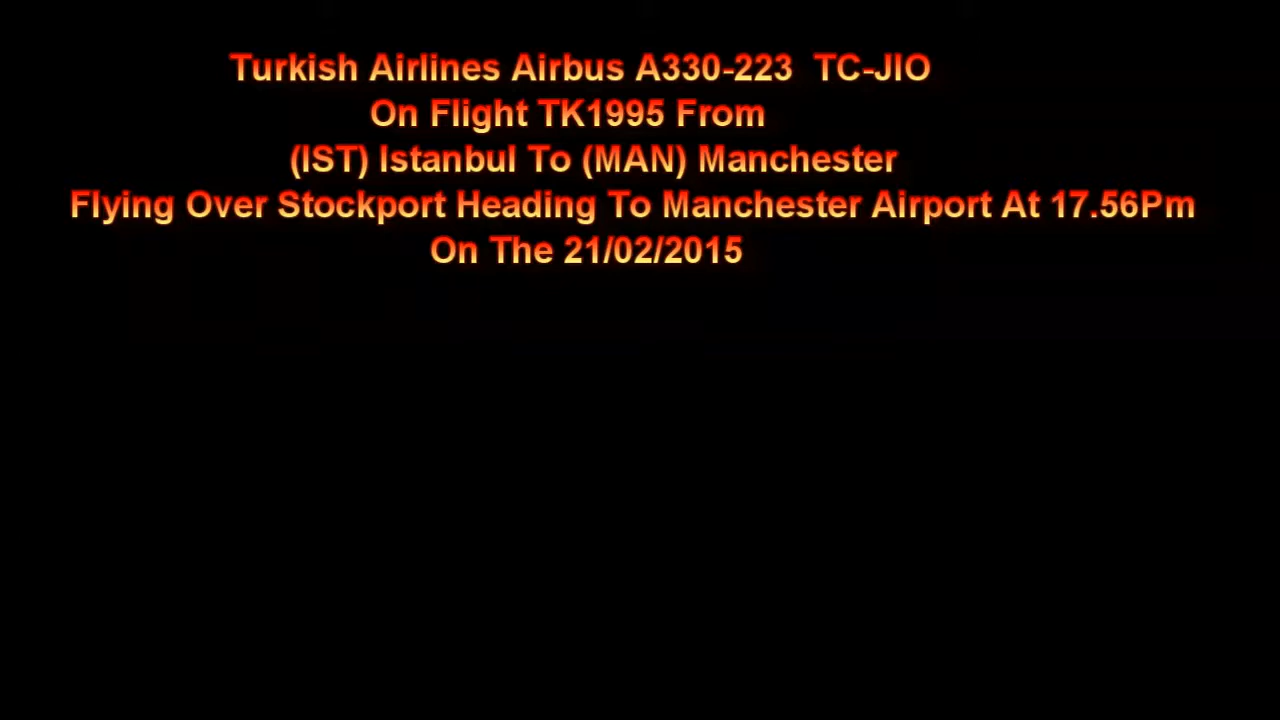 Turkish Airlines Airbus A330-223 TC-JIO
On Flight TK1995 From
(IST) Istanbul To (MAN) Manchester
Flying Over Stockport Heading To Manchester Airport At 17.56Pm
On The 21/02/2015